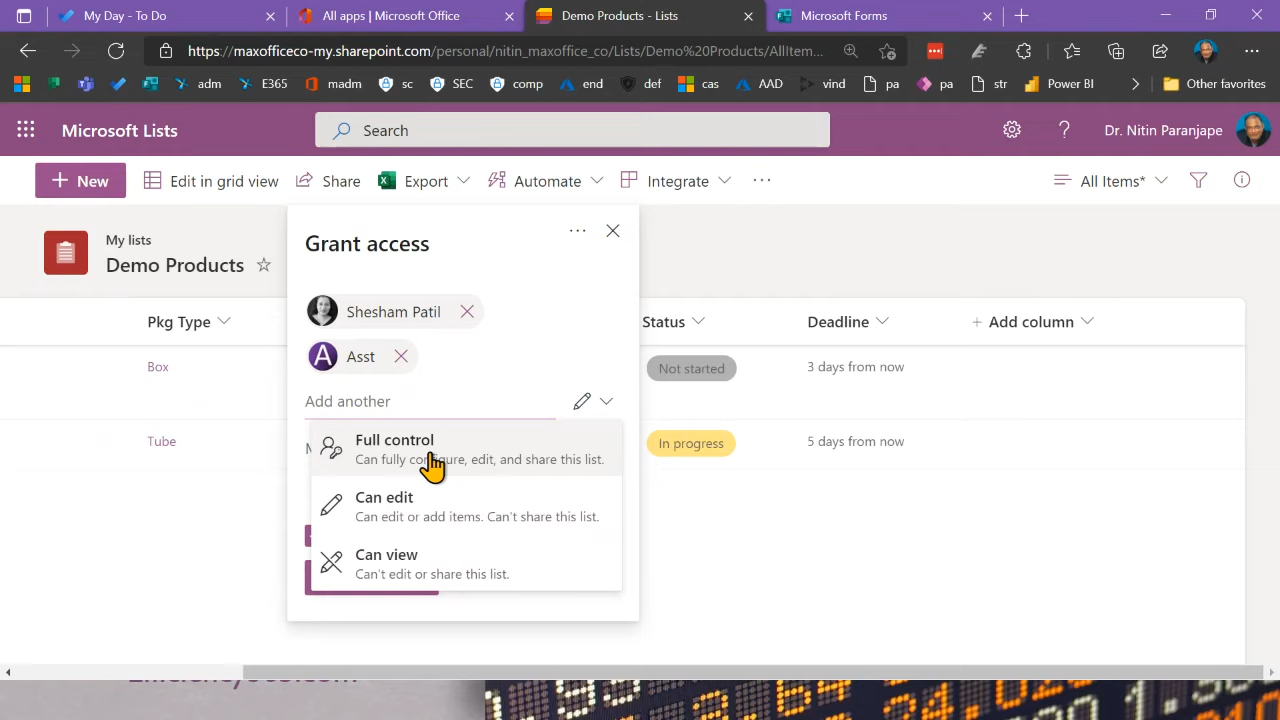 My Day - To Do
All apps | Microsoft Office
Demo Products - Lists
Microsoft Forms
https://maxofficeco-my.sharepoint.com/personal/nitin_maxoffice_co/Lists/Demo%20Products/AllItem...
adm
E365
madm
sc
SEC
comp
end
def
cas
AAD
vind
pa
pa
str
Power BI
Other favorites
Microsoft Lists
Search
Dr. Nitin Paranjape
New
Edit in grid view
Share
Export
Automate
Integrate
All Items*
My lists
Demo Products
Grant access
Shesham Patil
A Asst
Add another
Full control
Can fully configure, edit, and share this list.
Can edit
Can edit or add items. Can't share this list.
Can view
Can't edit or share this list.
Pkg Type
Status
Deadline
Add column
Box
Not started
3 days from now
Tube
In progress
5 days from now